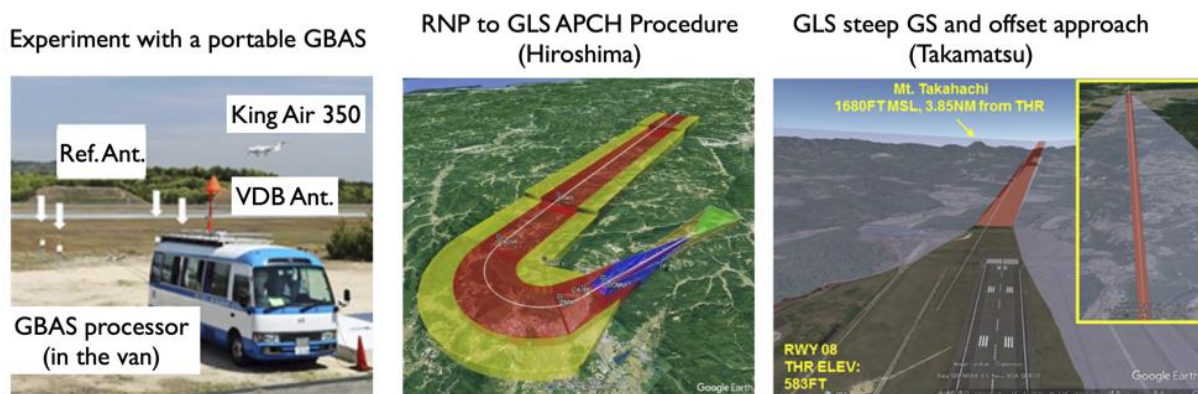 Experiment with a portable GBAS
King Air 350
Ref. Ant.
VDB Ant.
GBAS processor
(in the van)
RNP to GLS APCH Procedure
(Hiroshima)
Google Earth
GLS steep GS and offset approach
(Takamatsu)
Mt. Takahachi
1680FT MSL, 3.85NM from THR
RWY 08
THR ELEV:
583FT
Google Earth